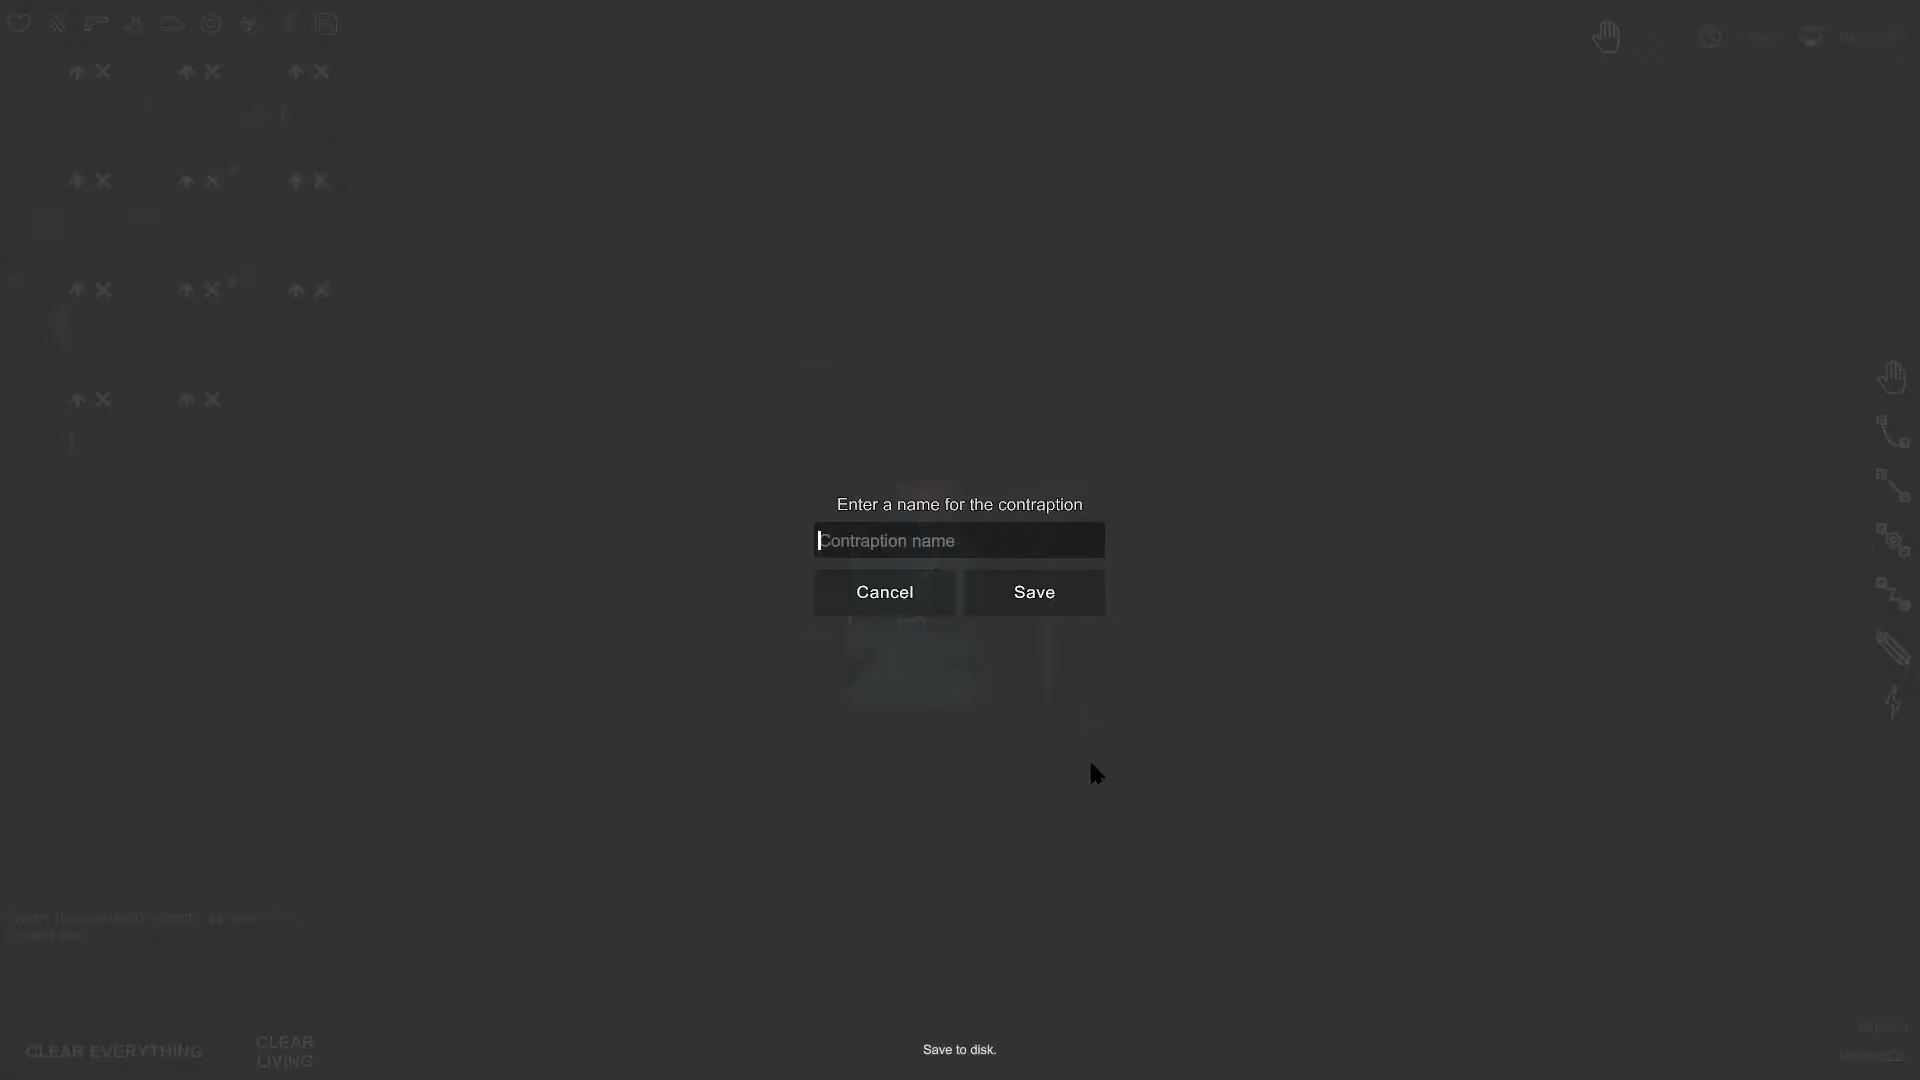 Enter a name for the contraption
Contraption name
Cancel
Save
CLEAR EVERYTHING
CLEAR
LIVING
Save to disk.